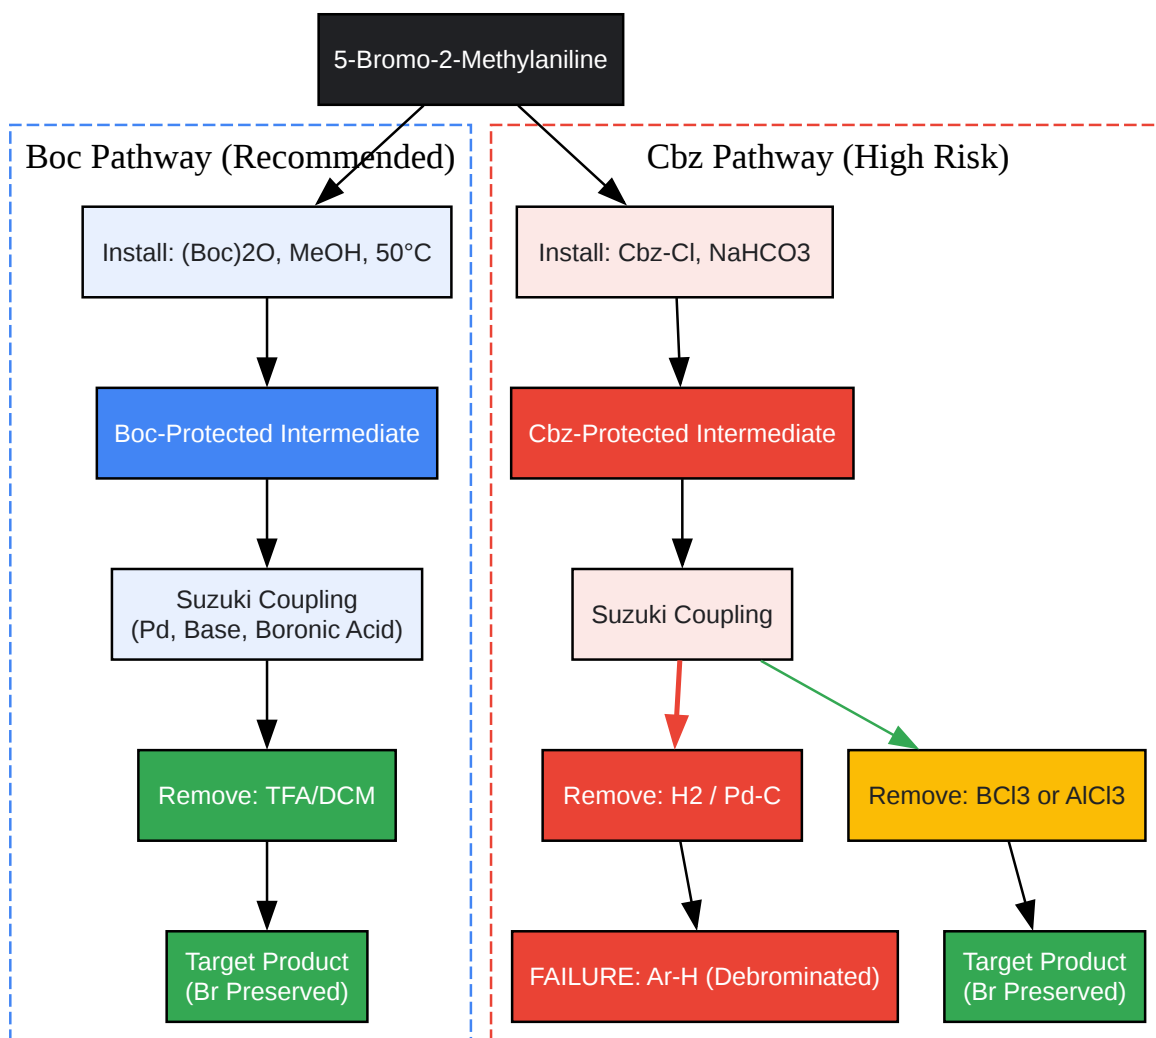 5-Bromo-2-Methylaniline
Boc Pathway (Recommended)
Install: (Boc)2O, MeOH, 50°C
Boc-Protected Intermediate
Suzuki Coupling
(Pd, Base, Boronic Acid)
Remove: TFA/DCM
Target Product
(Br Preserved)
Cbz Pathway (High Risk)
Install: Cbz-Cl, NaHCO3
Cbz-Protected Intermediate
Suzuki Coupling
Remove: H2 / Pd-C
FAILURE: Ar-H (Debrominated)
Remove: BCl3 or AlCl3
Target Product
(Br Preserved)